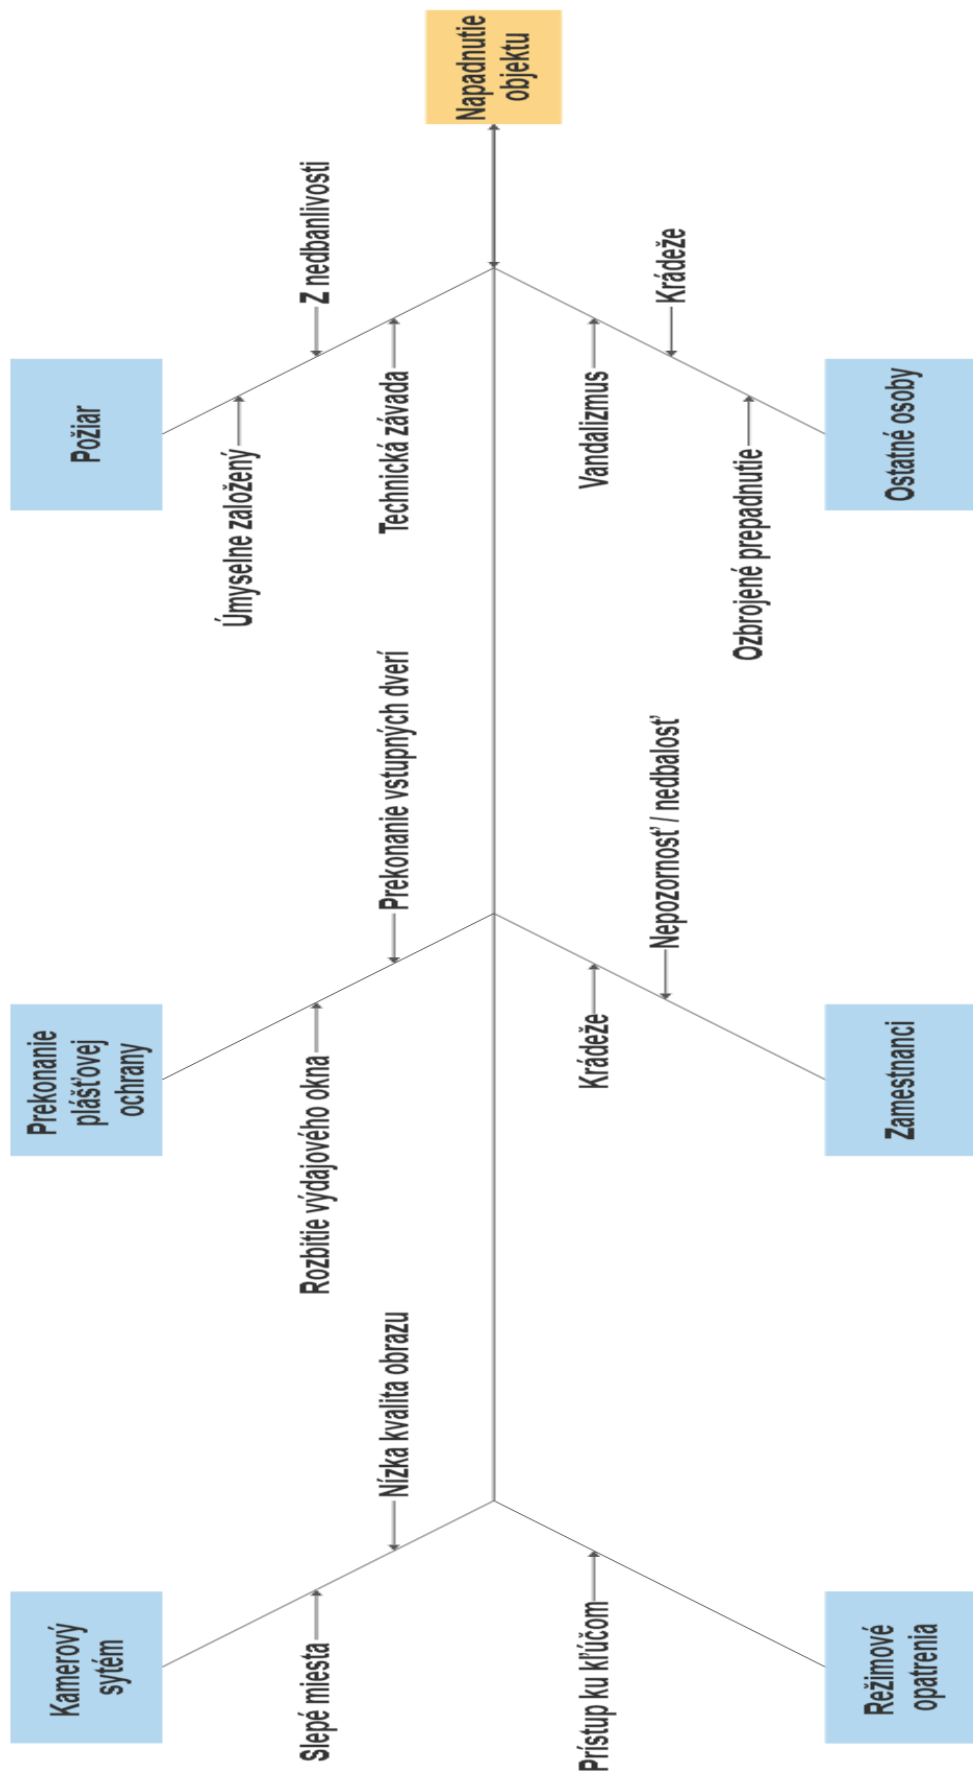 Kamerový
sytém
Prekonanie
plášťovej
ochrany
Požiar
Úmyselne založený
Slepé miesta
Rozbitie výdajového okna
Z nedbanlivosti
Nízka kvalita obrazu
Prekonanie vstupných dverí
Technická závada
Napadnutie
objektu
Prístup ku kľúčom
Krádeže
Vandalizmus
Nepozornosť / nedbalosť
Krádeže
Ozbrojené prepadnutie
Režimové
opatrenia
Zamestnanci
Ostatné osoby